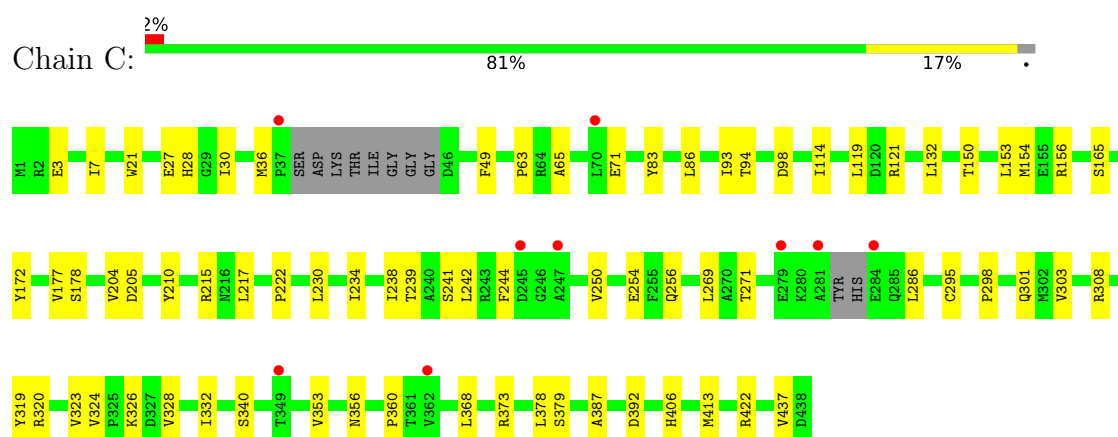 2%
Chain C:
81% 17% •
M1 R2 E3 I7 W21 E27 H28 G29 I30 M36 P37 SER ASP LYS THR ILE GLY GLY GLY D46 F49 P63 R64 A65 L70 E71 Y83 L86 I93 T94 D98 I114 L119 D120 R121 L132 T150 L153 M154 E155 R156 S165
Y172 V177 S178 V204 D205 Y210 R215 N216 L217 P222 L230 I234 I238 T239 A240 S241 L242 R243 F244 D245 G246 A247 V250 E254 F255 Q256 L269 A270 T271 E279 K280 A281 TYR HIS E284 Q285 L286 C295 P298 Q301 M302 V303 R308
Y319 R320 V323 V324 P325 K326 D327 V328 I332 S340 T349 V353 N356 P360 T361 V362 L368 R373 L378 S379 A387 D392 H406 M413 R422 V437 D438